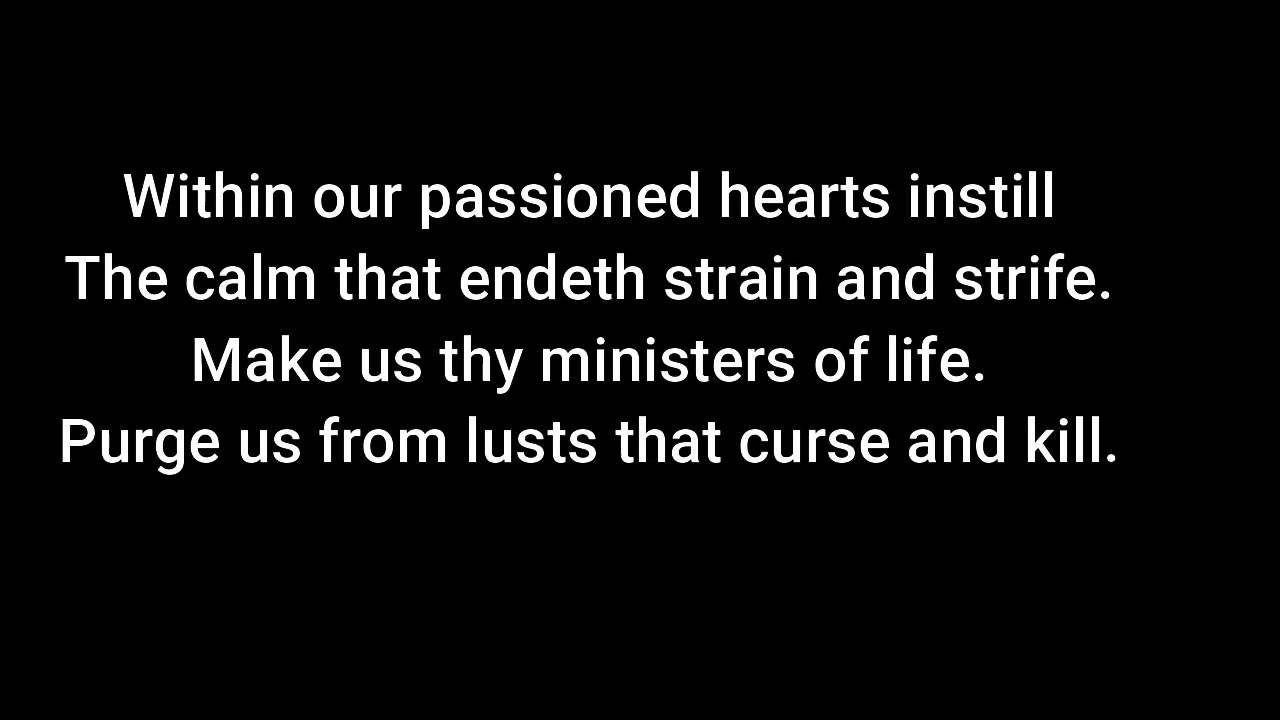 Within our passioned hearts instill
The calm that endeth strain and strife.
Make us thy ministers of life.
Purge us from lusts that curse and kill.